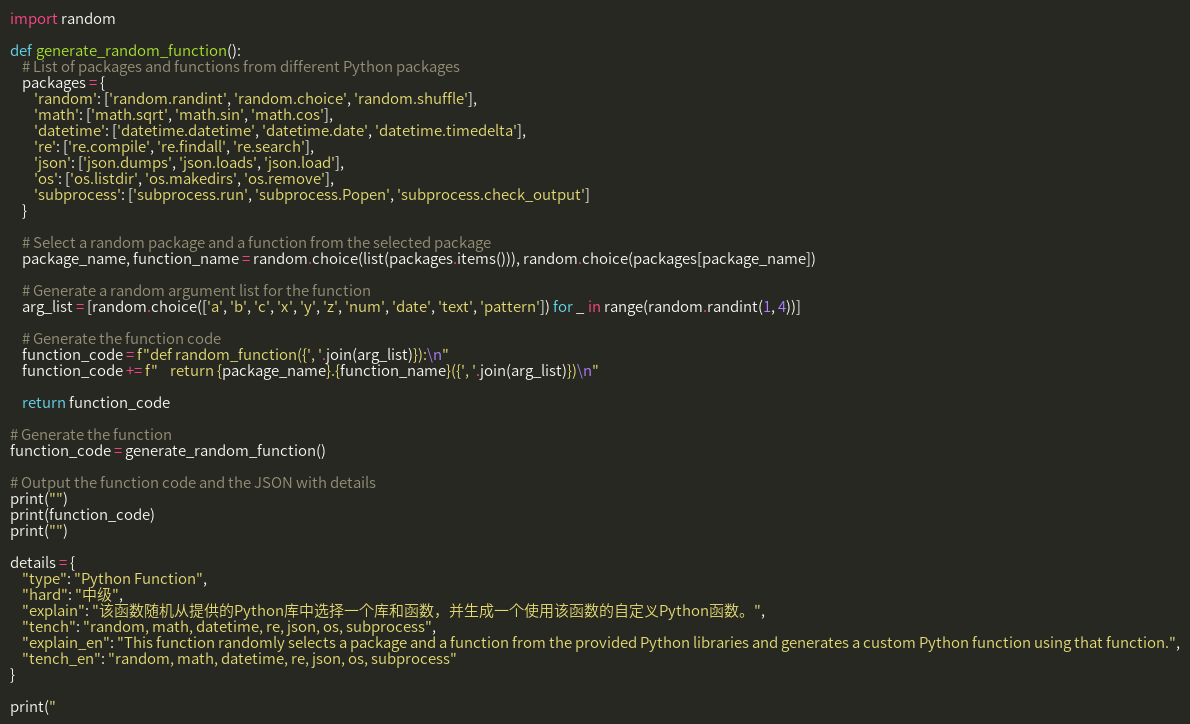 import random

def generate_random_function():
    # List of packages and functions from different Python packages
    packages = {
        'random': ['random.randint', 'random.choice', 'random.shuffle'],
        'math': ['math.sqrt', 'math.sin', 'math.cos'],
        'datetime': ['datetime.datetime', 'datetime.date', 'datetime.timedelta'],
        're': ['re.compile', 're.findall', 're.search'],
        'json': ['json.dumps', 'json.loads', 'json.load'],
        'os': ['os.listdir', 'os.makedirs', 'os.remove'],
        'subprocess': ['subprocess.run', 'subprocess.Popen', 'subprocess.check_output']
    }

    # Select a random package and a function from the selected package
    package_name, function_name = random.choice(list(packages.items())), random.choice(packages[package_name])

    # Generate a random argument list for the function
    arg_list = [random.choice(['a', 'b', 'c', 'x', 'y', 'z', 'num', 'date', 'text', 'pattern']) for _ in range(random.randint(1, 4))]

    # Generate the function code
    function_code = f"def random_function({', '.join(arg_list)}):\n"
    function_code += f"    return {package_name}.{function_name}({', '.join(arg_list)})\n"

    return function_code

# Generate the function
function_code = generate_random_function()

# Output the function code and the JSON with details
print("")
print(function_code)
print("")

details = {
    "type": "Python Function",
    "hard": "中级",
    "explain": "该函数随机从提供的Python库中选择一个库和函数，并生成一个使用该函数的自定义Python函数。",
    "tench": "random, math, datetime, re, json, os, subprocess",
    "explain_en": "This function randomly selects a package and a function from the provided Python libraries and generates a custom Python function using that function.",
    "tench_en": "random, math, datetime, re, json, os, subprocess"
}

print("